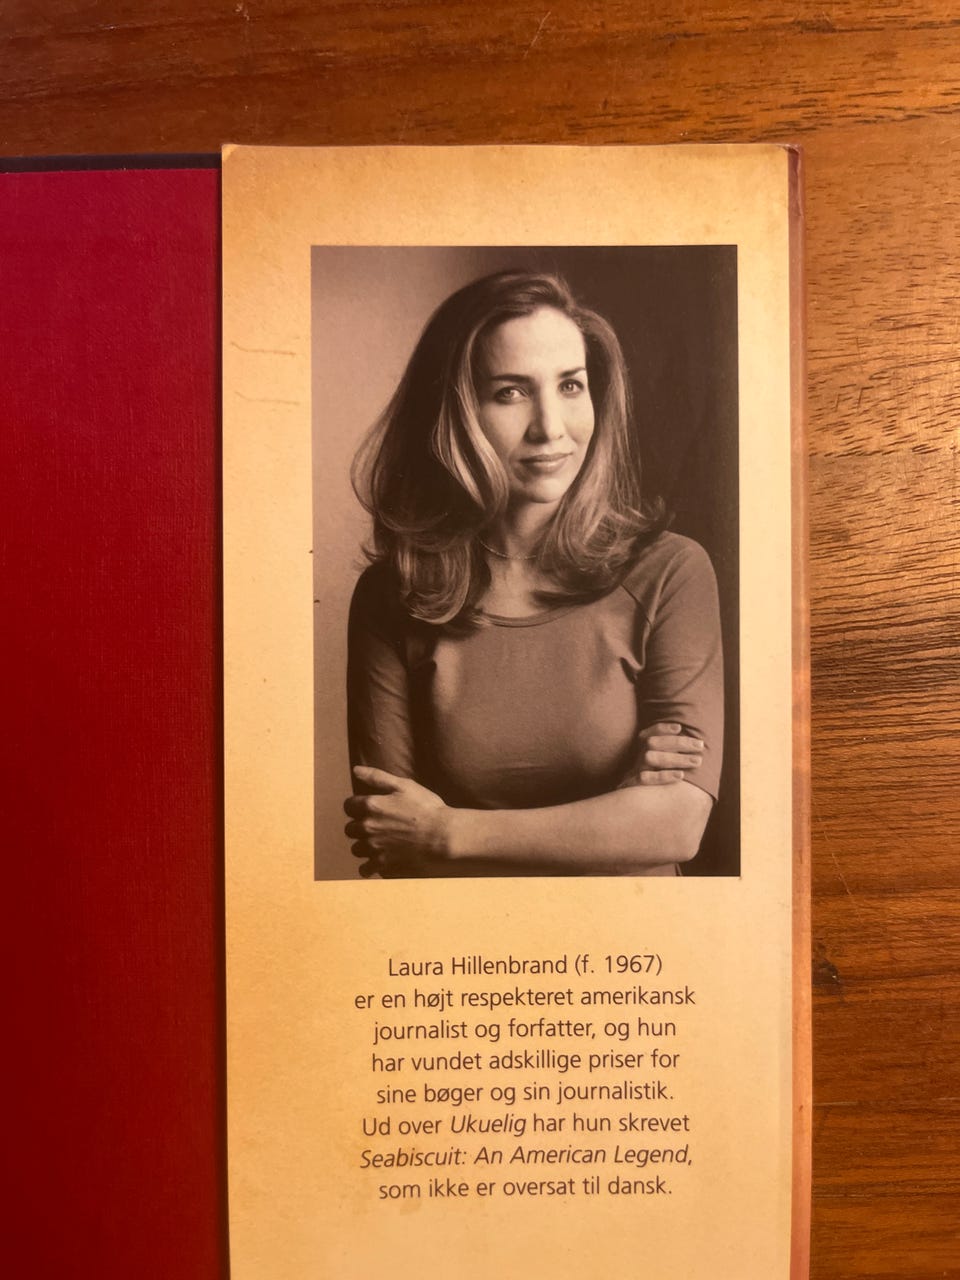 Laura Hillenbrand (f. 1967)
er en højt respekteret amerikansk
journalist og forfatter, og hun
har vundet adskillige priser for
sine bøger og sin journalistik.
Ud over Ukuelig har hun skrevet
Seabiscuit: An American Legend,
som ikke er oversat til dansk.